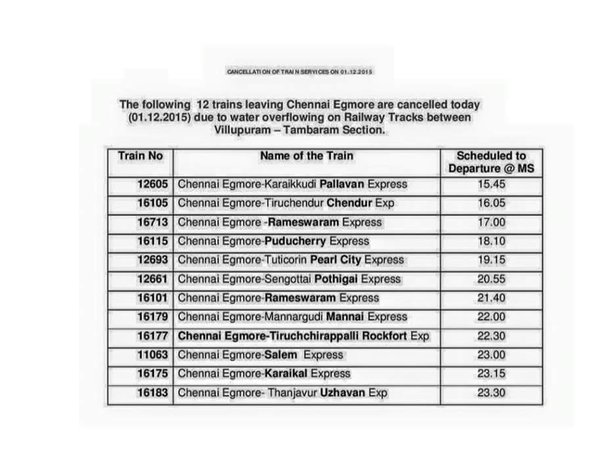 CANCELLATION OF TRAIN SERVICES ON 01.12.2015
The following 12 trains leaving Chennai Egmore are cancelled today
(01.12.2015) due to water overflowing on Railway Tracks between
Villupuram – Tambaram Section.
Train No Name of the Train Scheduled to
Departure @ MS
12605 Chennai Egmore-Karaikkudi Pallavan Express 15.45
16105 Chennai Egmore-Tiruchendur Chendur Exp 16.05
16713 Chennai Egmore -Rameswaram Express 17.00
16115 Chennai Egmore-Puducherry Express 18.10
12693 Chennai Egmore-Tuticorin Pearl City Express 19.15
12661 Chennai Egmore-Sengottai Pothigai Express 20.55
16101 Chennai Egmore-Rameswaram Express 21.40
16179 Chennai Egmore-Mannargudi Mannai Express 22.00
16177 Chennai Egmore-Tiruchchirappalli Rockfort Exp 22.30
11063 Chennai Egmore-Salem Express 23.00
16175 Chennai Egmore-Karaikal Express 23.15
16183 Chennai Egmore- Thanjavur Uzhavan Exp 23.30